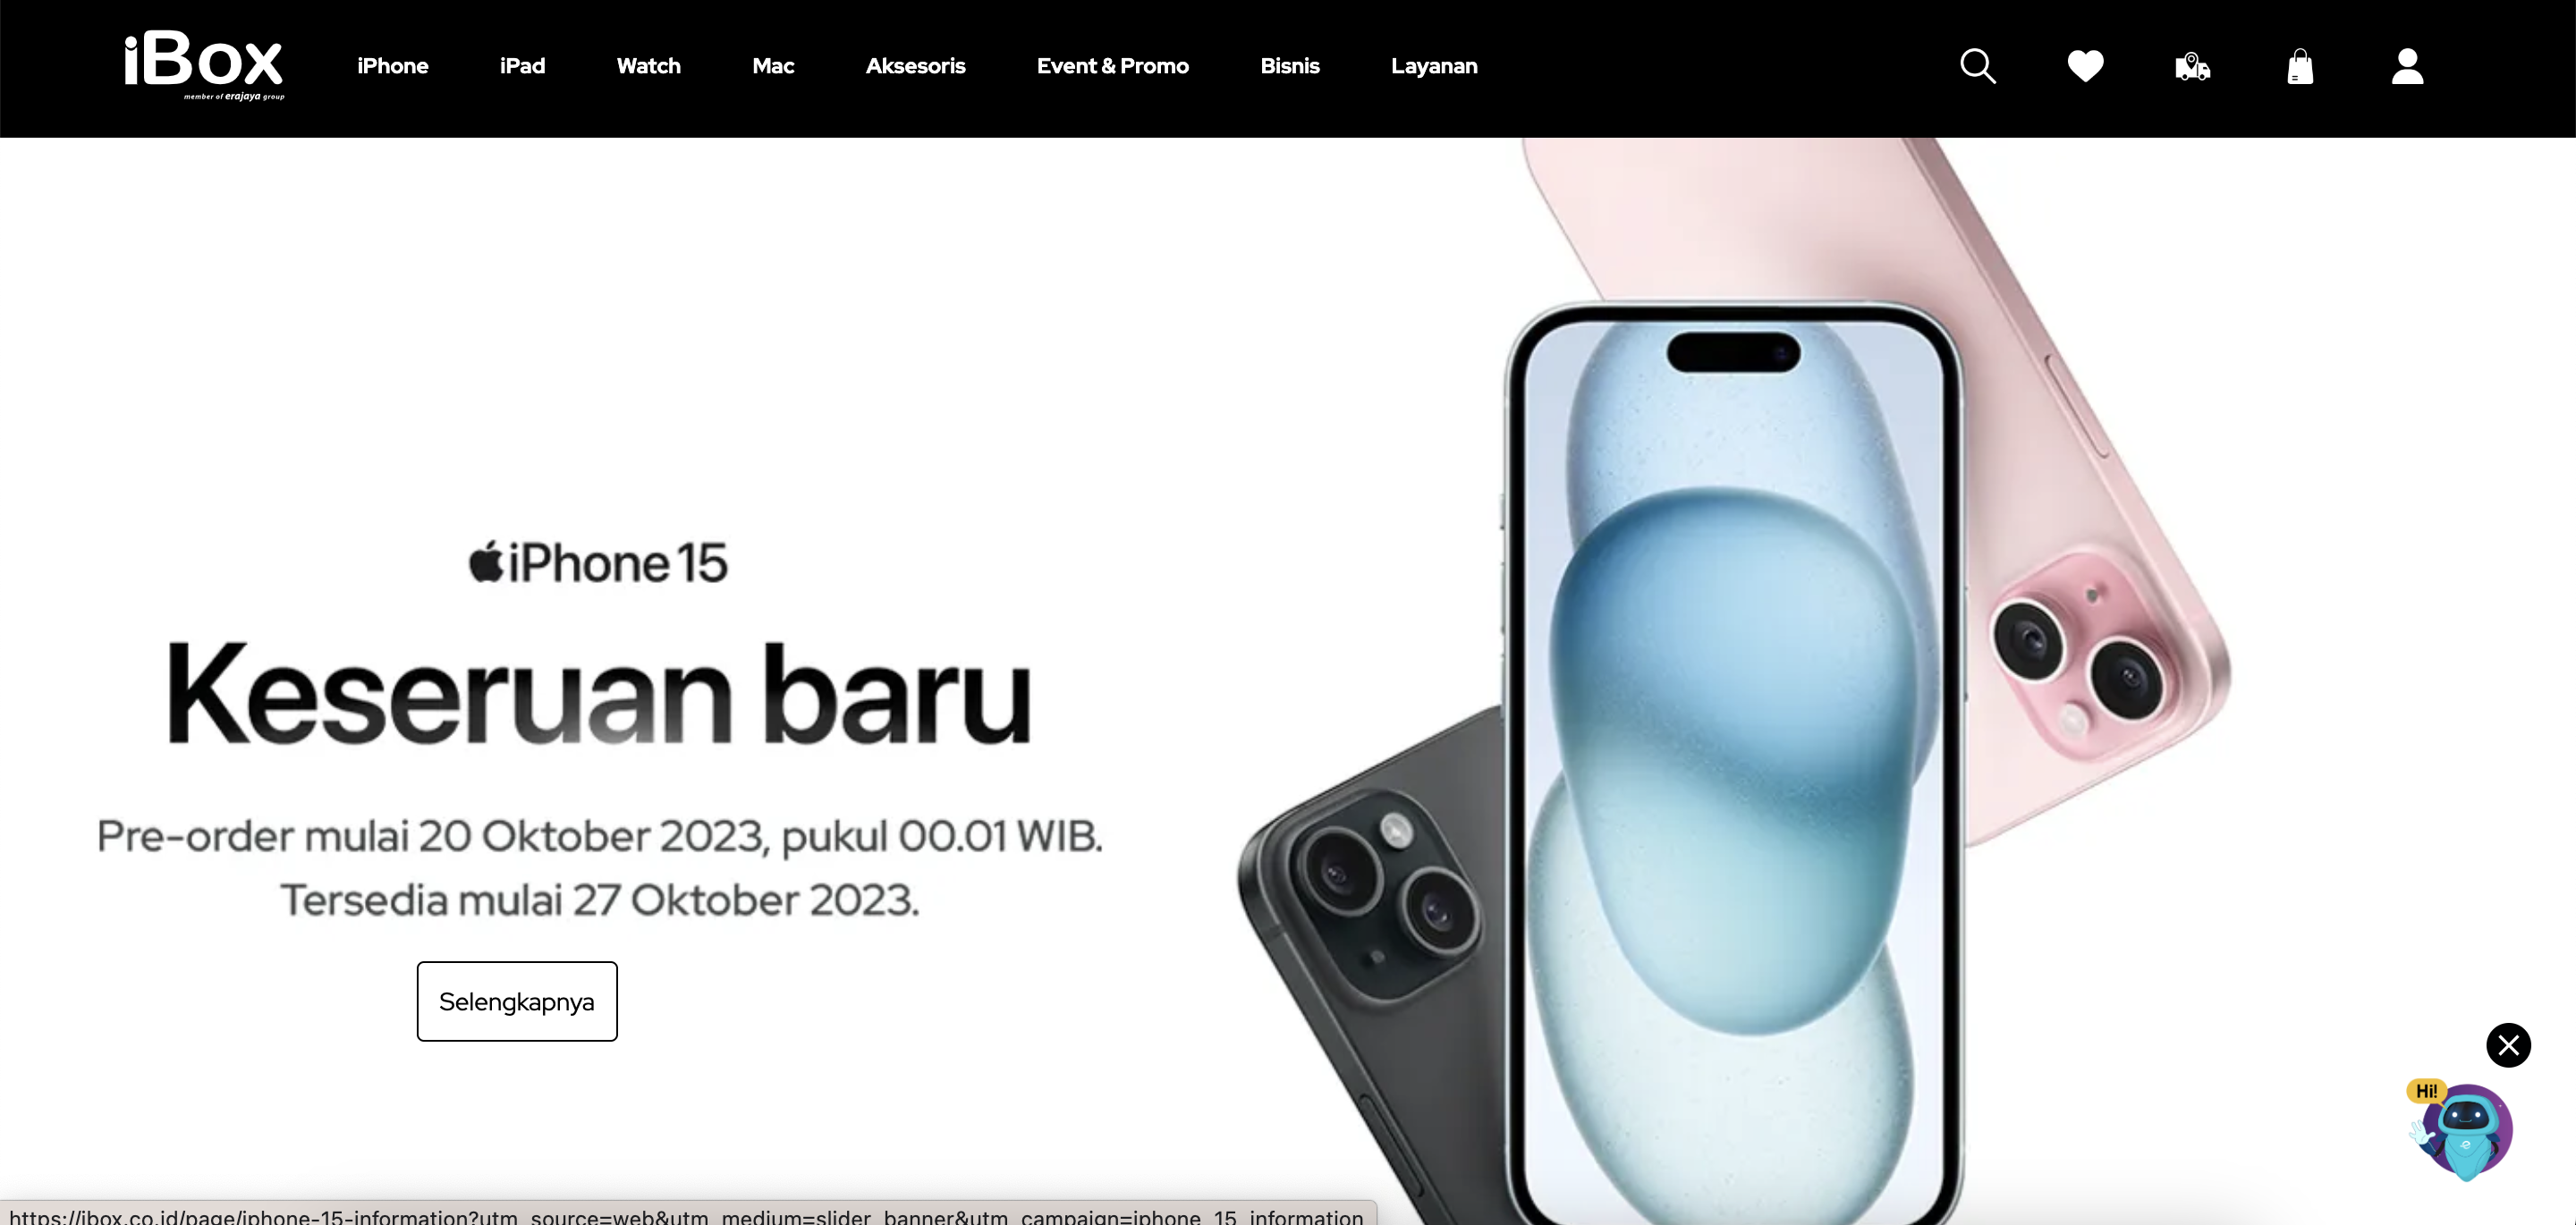 iBox
member of erajaya group
iPhone
iPad
Watch
Mac
Aksesoris
Event & Promo
Bisnis
Layanan
iPhone 15
Keseruan baru
Pre-order mulai 20 Oktober 2023, pukul 00.01 WIB.
Tersedia mulai 27 Oktober 2023.
Selengkapnya
Hi!
https://ibox.co.id/page/iphone-15-information?utm_source=web&utm_medium=slider_banner&utm_campaign=iphone_15_information